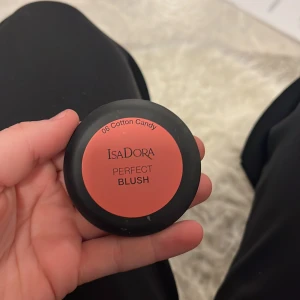 06 Cotton Candy
IsaDora
PERFECT
BLUSH